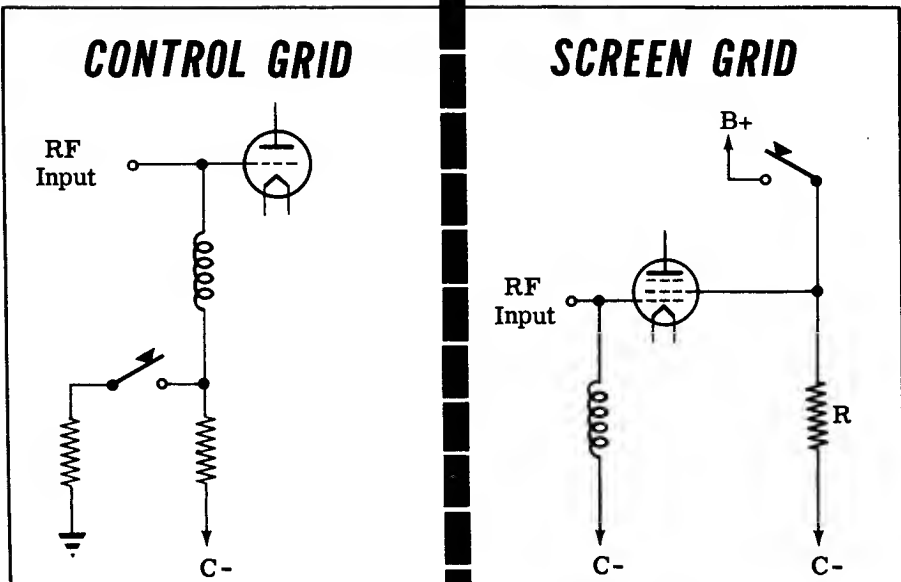 CONTROL GRID
RF
Input
C-
SCREEN GRID
B+
RF
Input
R
C-
C-